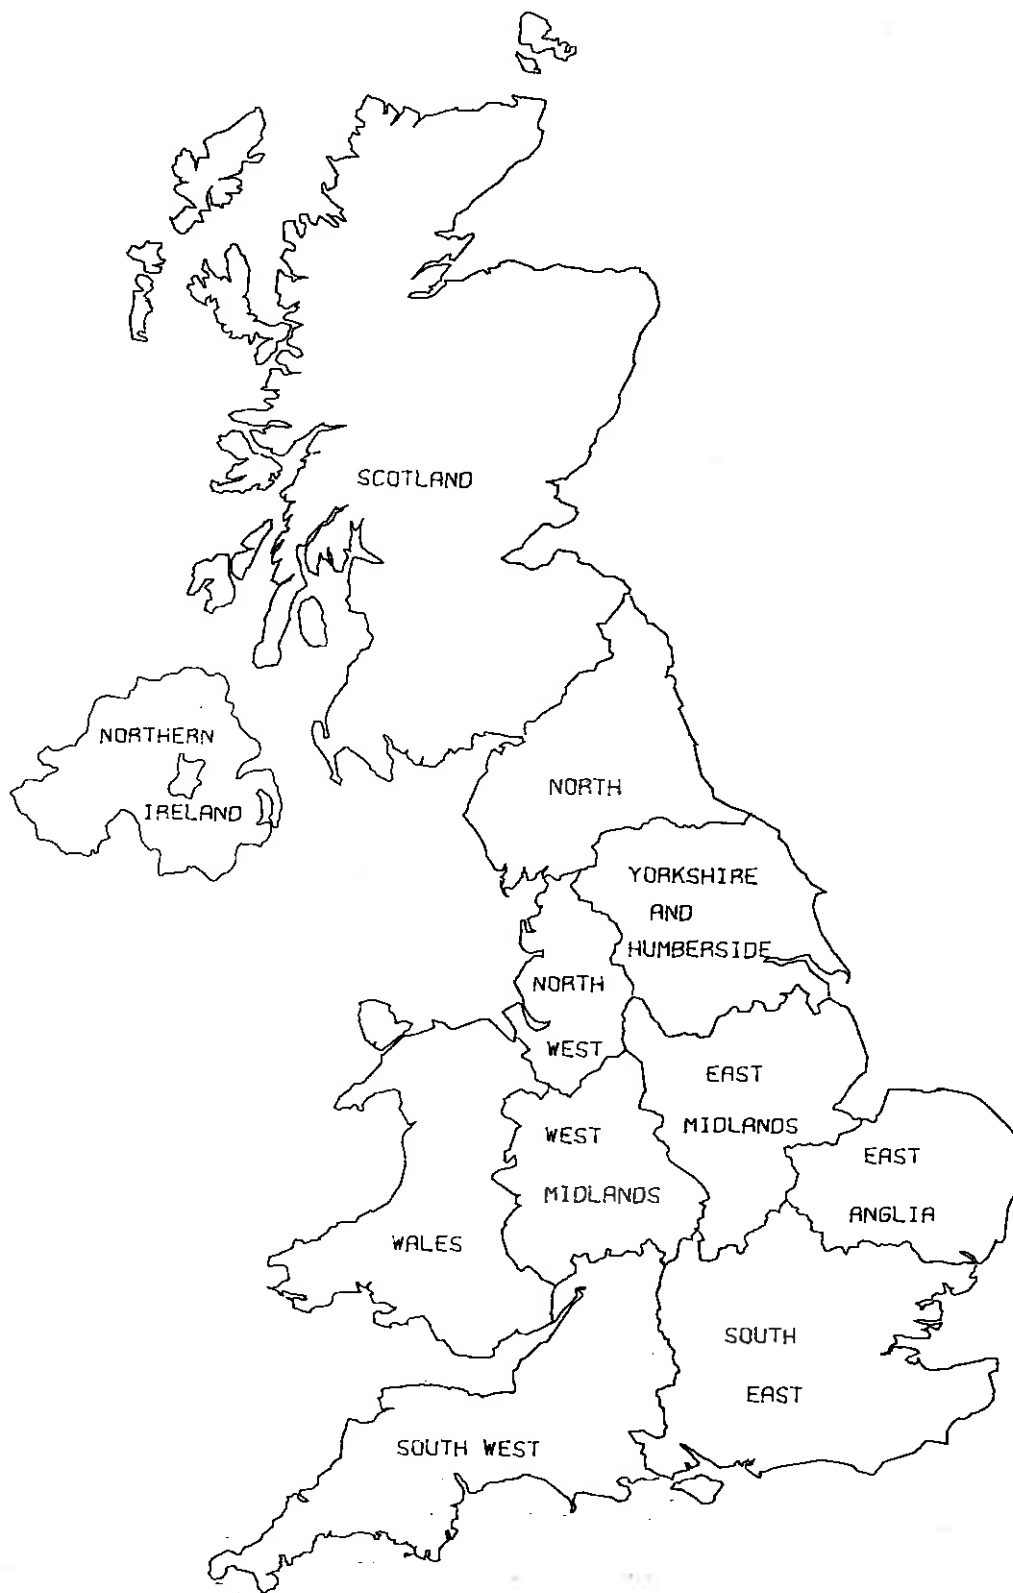 SCOTLAND
NORTHERN
IRELAND
NORTH
YORKSHIRE
AND
HUMBERSIDE
NORTH
WEST
EAST
MIDLANDS
WEST
MIDLANDS
EAST
ANGLIA
WALES
SOUTH
EAST
SOUTH WEST